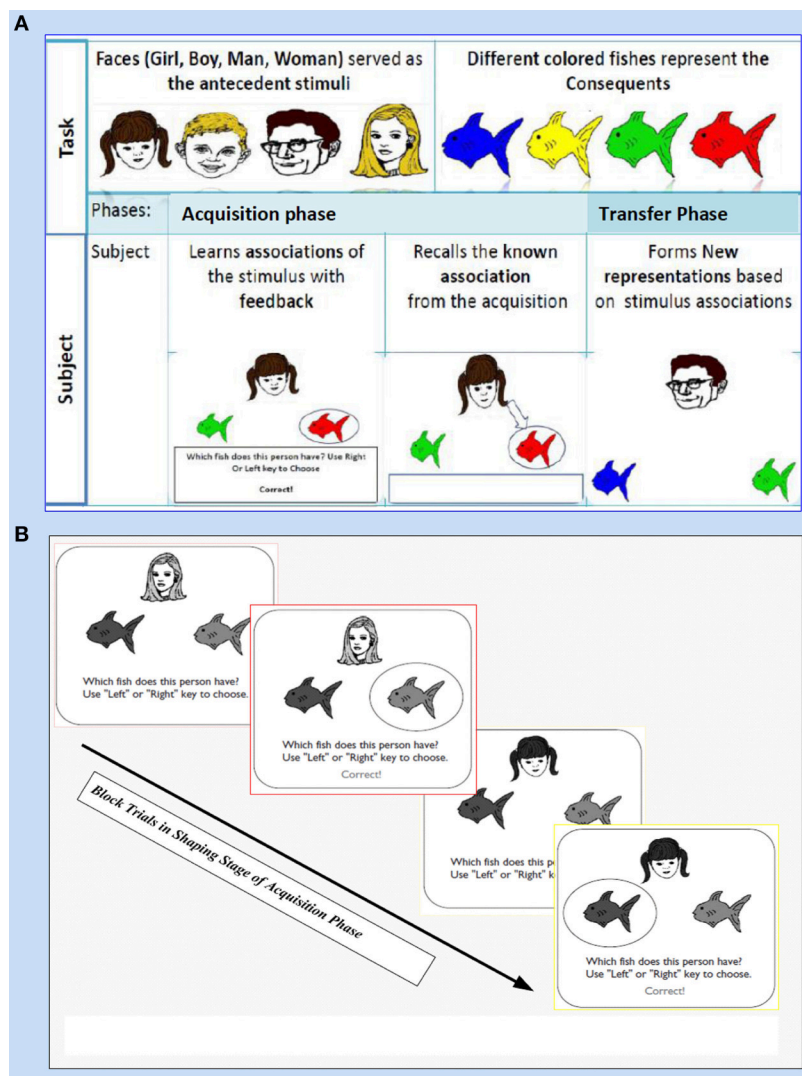 A
Task
Faces (Girl, Boy, Man, Woman) served as
the antecedent stimuli
Different colored fishes represent the
Consequents
Phases:
Acquisition phase
Transfer Phase
Subject
Subject
Learns associations of
the stimulus with
feedback
Recalls the known
association
from the acquisition
Forms New
representations based
on stimulus associations
Which fish does this person have? Use Right
Or Left key to Choose
Correct!
B
Which fish does this person have?
Use "Left" or "Right" key to choose.
Which fish does this person have?
Use "Left" or "Right" key to choose.
Correct!
Which fish does this p
Use "Left" or "Right" k
Which fish does this person have?
Use "Left" or "Right" key to choose.
Correct!
Block Trials in Shaping Stage of Acquisition Phase